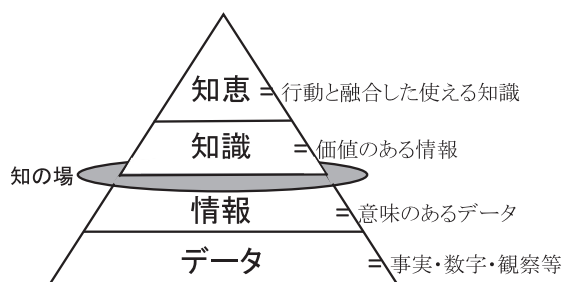 知恵 = 行動と融合した使える知識
知識 = 価値のある情報
知の場
情報 = 意味のあるデータ
データ = 事実・数字・観察等